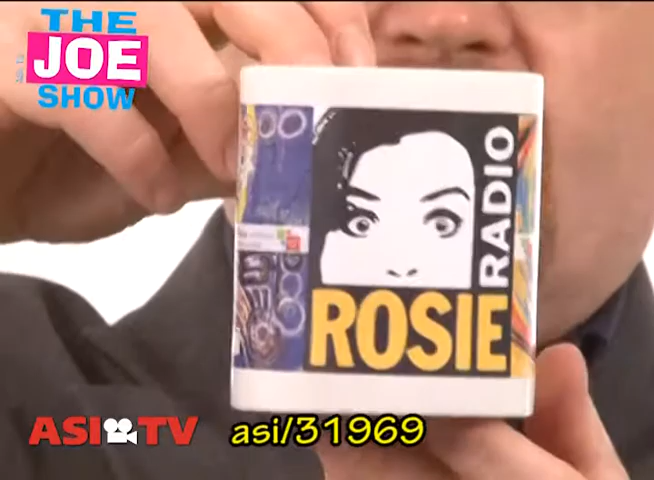 THE
JOE
SHOW
RADIO
ROSIE
ASI TV
asi/31969